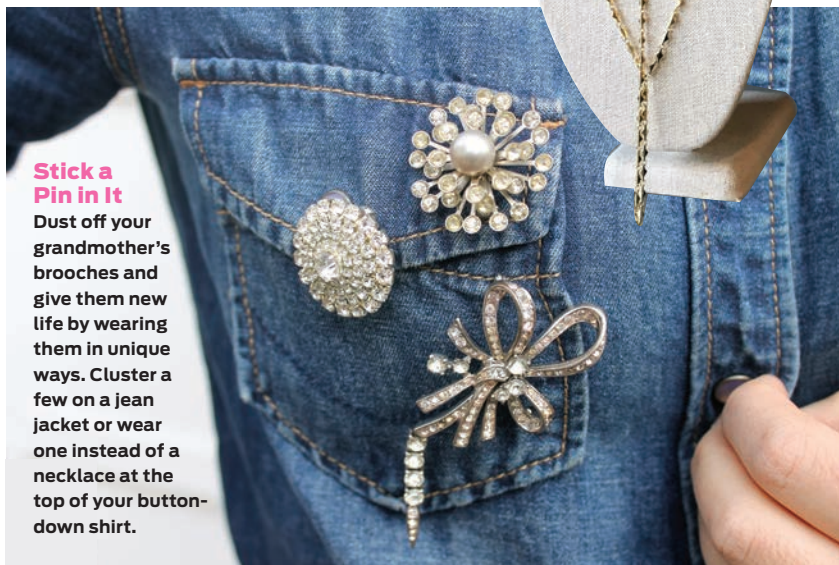 Stick a
Pin in It
Dust off your
grandmother's
brooches and
give them new
life by wearing
them in unique
ways. Cluster a
few on a jean
jacket or wear
one instead of a
necklace at the
top of your button-
down shirt.